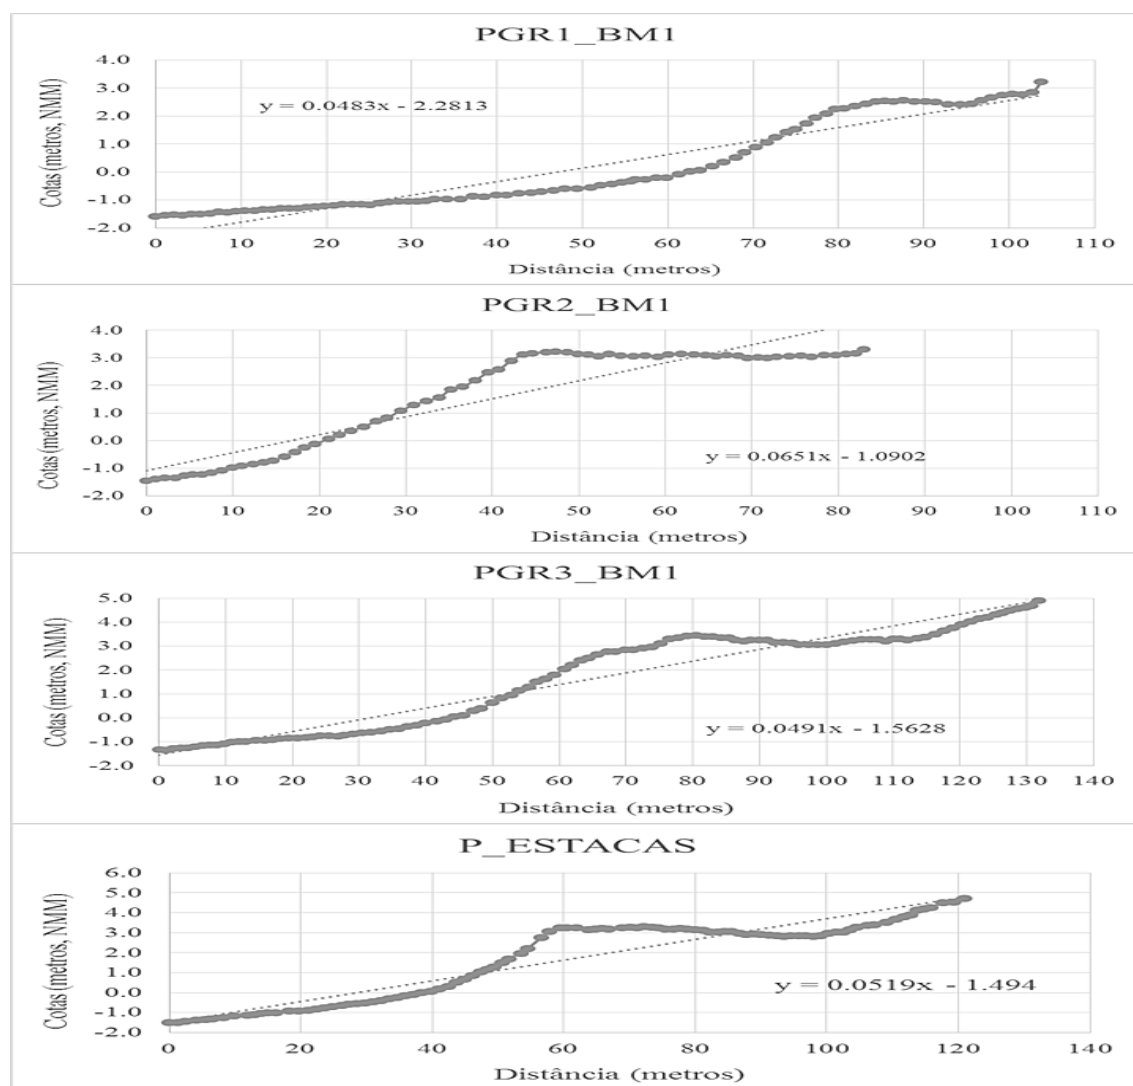 PGR1_BM1
4.0
3.0
2.0
1.0
0.0
-1.0
-2.0
Cotas (metros, NMM)
y = 0.0483x - 2.2813
0 10 20 30 40 50 60 70 80 90 100 110
Distância (metros)
PGR2_BM1
4.0
3.0
2.0
1.0
0.0
-1.0
-2.0
Cotas (metros, NMM)
y = 0.0651x - 1.0902
0 10 20 30 40 50 60 70 80 90 100 110
Distância (metros)
PGR3_BM1
5.0
4.0
3.0
2.0
1.0
0.0
-1.0
-2.0
Cotas (metros, NMM)
y = 0.0491x - 1.5628
0 10 20 30 40 50 60 70 80 90 100 110 120 130 140
Distância (metros)
P_ESTACAS
6.0
5.0
4.0
3.0
2.0
1.0
0.0
-1.0
-2.0
Cotas (metros, NMM)
y = 0.0519x - 1.494
0 20 40 60 80 100 120 140
Distância (metros)